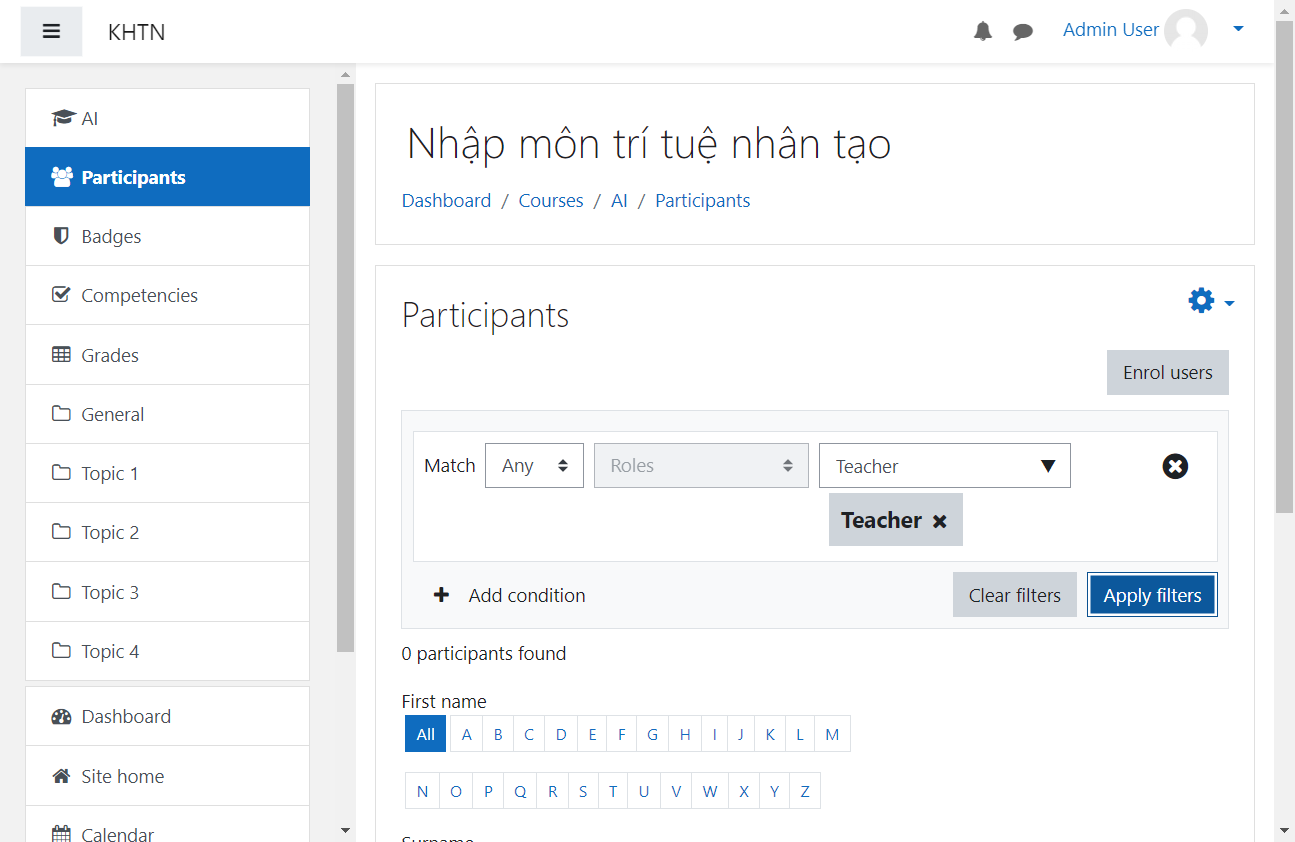 KHTN
Admin User
AI
Participants
Badges
Competencies
Grades
General
Topic 1
Topic 2
Topic 3
Topic 4
Dashboard
Site home
Calendar
Nhập môn trí tuệ nhân tạo
Dashboard / Courses / AI / Participants
Participants
Enrol users
Match Any Roles Teacher
Teacher ×
Add condition Clear filters Apply filters
0 participants found
First name
All A B C D E F G H I J K L M
N O P Q R S T U V W X Y Z
Surname